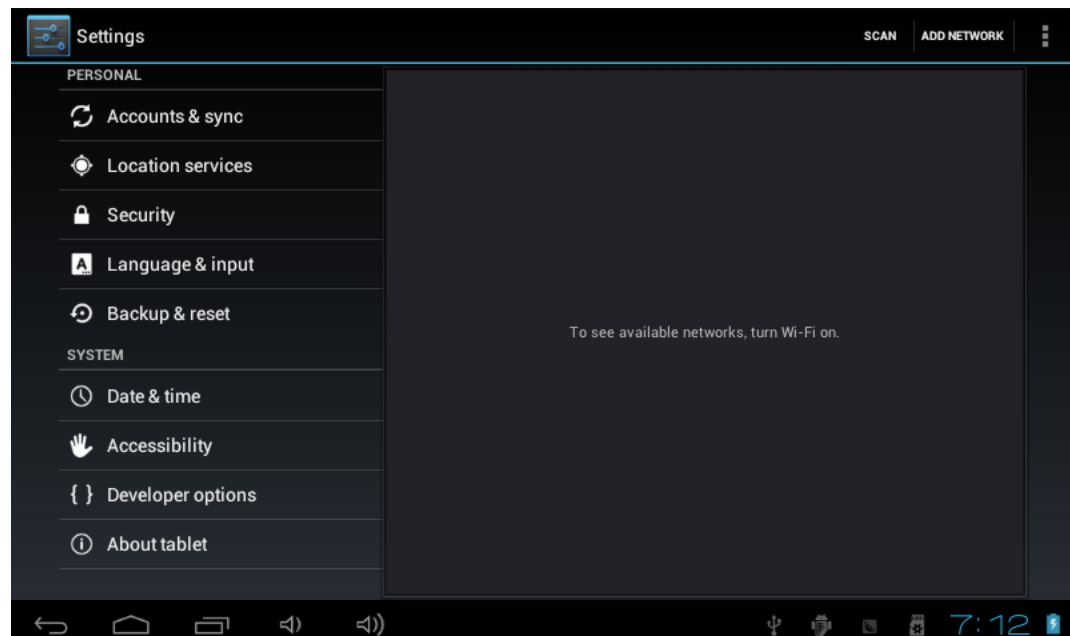 Settings
SCAN
ADD NETWORK
PERSONAL
Accounts & sync
Location services
Security
A
Language & input
Backup & reset
To see available networks, turn Wi-Fi on.
SYSTEM
Date & time
Accessibility
{ } Developer options
About tablet
7:12